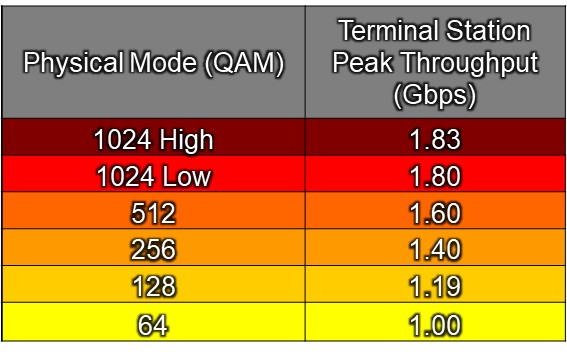 Physical Mode (QAM)
Terminal Station
Peak Throughput
(Gbps)
1024 High
1.83
1024 Low
1.80
512
1.60
256
1.40
128
1.19
64
1.00